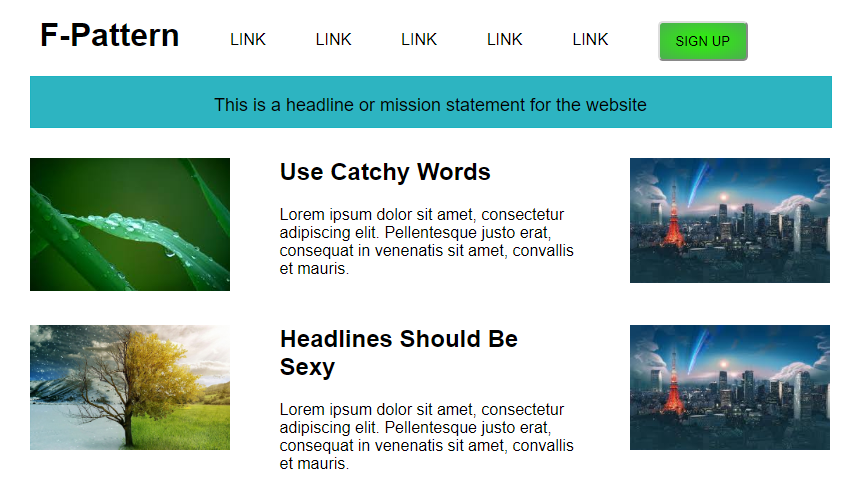 F-Pattern LINK LINK LINK LINK LINK SIGN UP
This is a headline or mission statement for the website
Use Catchy Words
Lorem ipsum dolor sit amet, consectetur
adipiscing elit. Pellentesque justo erat,
consequat in venenatis sit amet, convallis
et mauris.
Headlines Should Be
Sexy
Lorem ipsum dolor sit amet, consectetur
adipiscing elit. Pellentesque justo erat,
consequat in venenatis sit amet, convallis
et mauris.